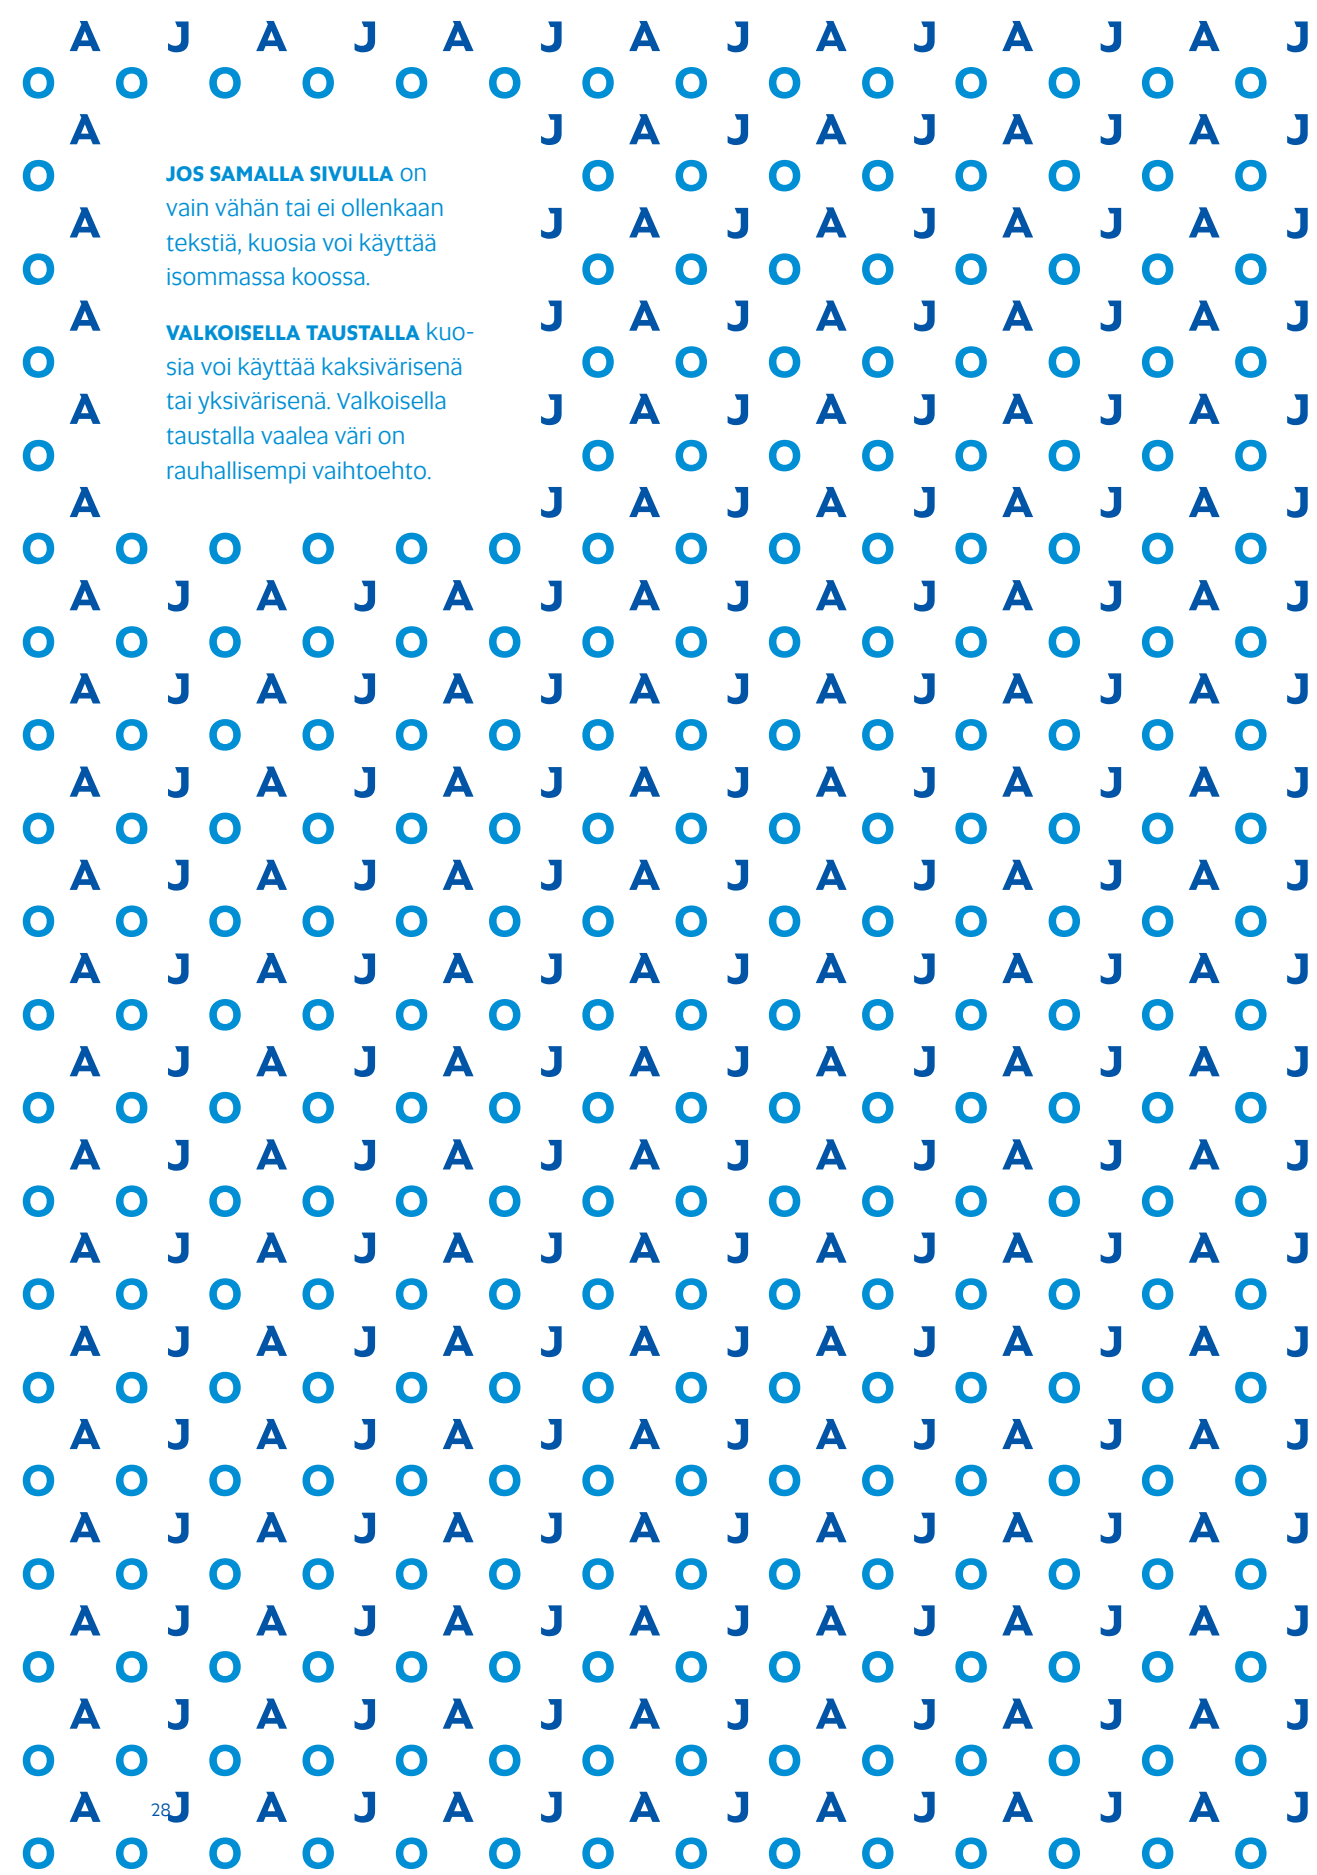 JOS SAMALLA SIVULLA on
vain vähän tai ei ollenkaan
tekstiä, kuosia voi käyttää
isommassa koossa.
VALKOISELLA TAUSTALLA kuo-
sia voi käyttää kaksivärisenä
tai yksivärisenä. Valkoisella
taustalla vaalea väri on
rauhallisempi vaihtoehto.
28